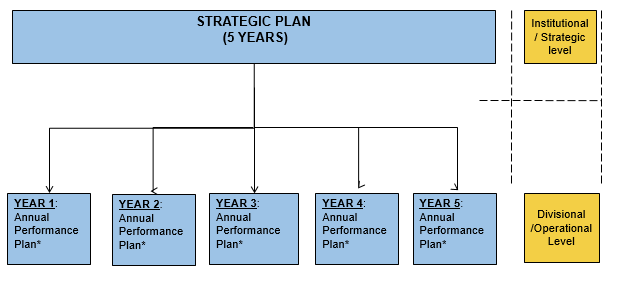 STRATEGIC PLAN
(5 YEARS)
Institutional
/ Strategic
level
YEAR 1:
Annual
Performance
Plan*
YEAR 2:
Annual
Performance
Plan*
YEAR 3:
Annual
Performance
Plan*
YEAR 4:
Annual
Performance
Plan*
YEAR 5:
Annual
Performance
Plan*
Divisional
/Operational
Level